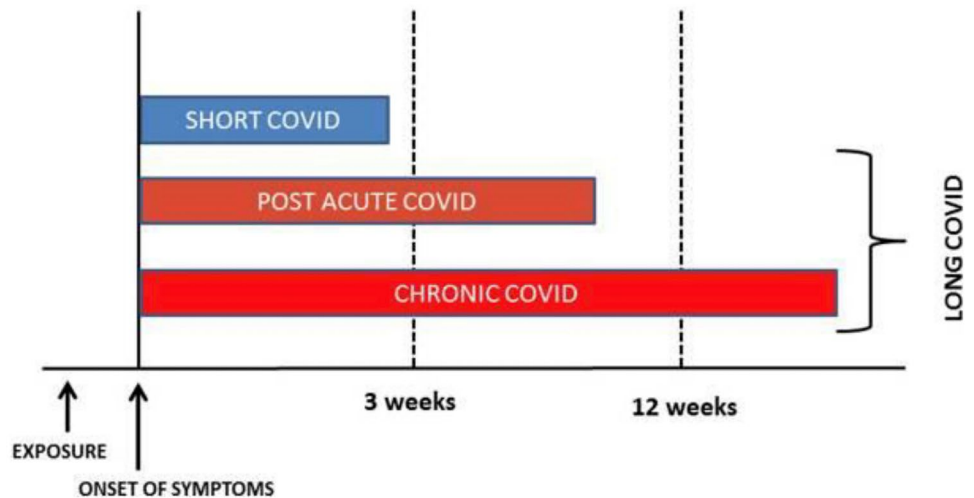 SHORT COVID
POST ACUTE COVID
CHRONIC COVID
LONG COVID
3 weeks
12 weeks
EXPOSURE
ONSET OF SYMPTOMS